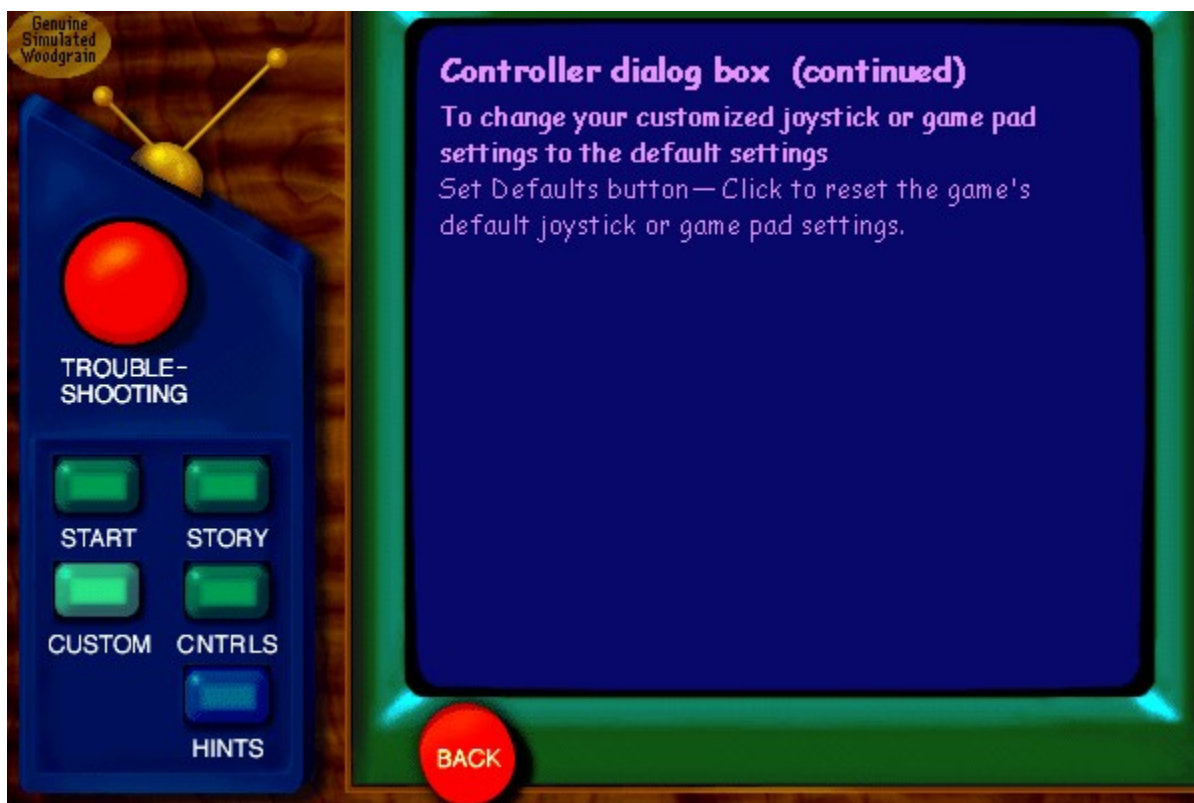 Genuine
Simulated
Woodgrain
TROUBLE-
SHOOTING
START
STORY
CUSTOM
CNTRLS
HINTS
Controller dialog box (continued)
To change your customized joystick or game pad
settings to the default settings
Set Defaults button—Click to reset the game's
default joystick or game pad settings.
BACK